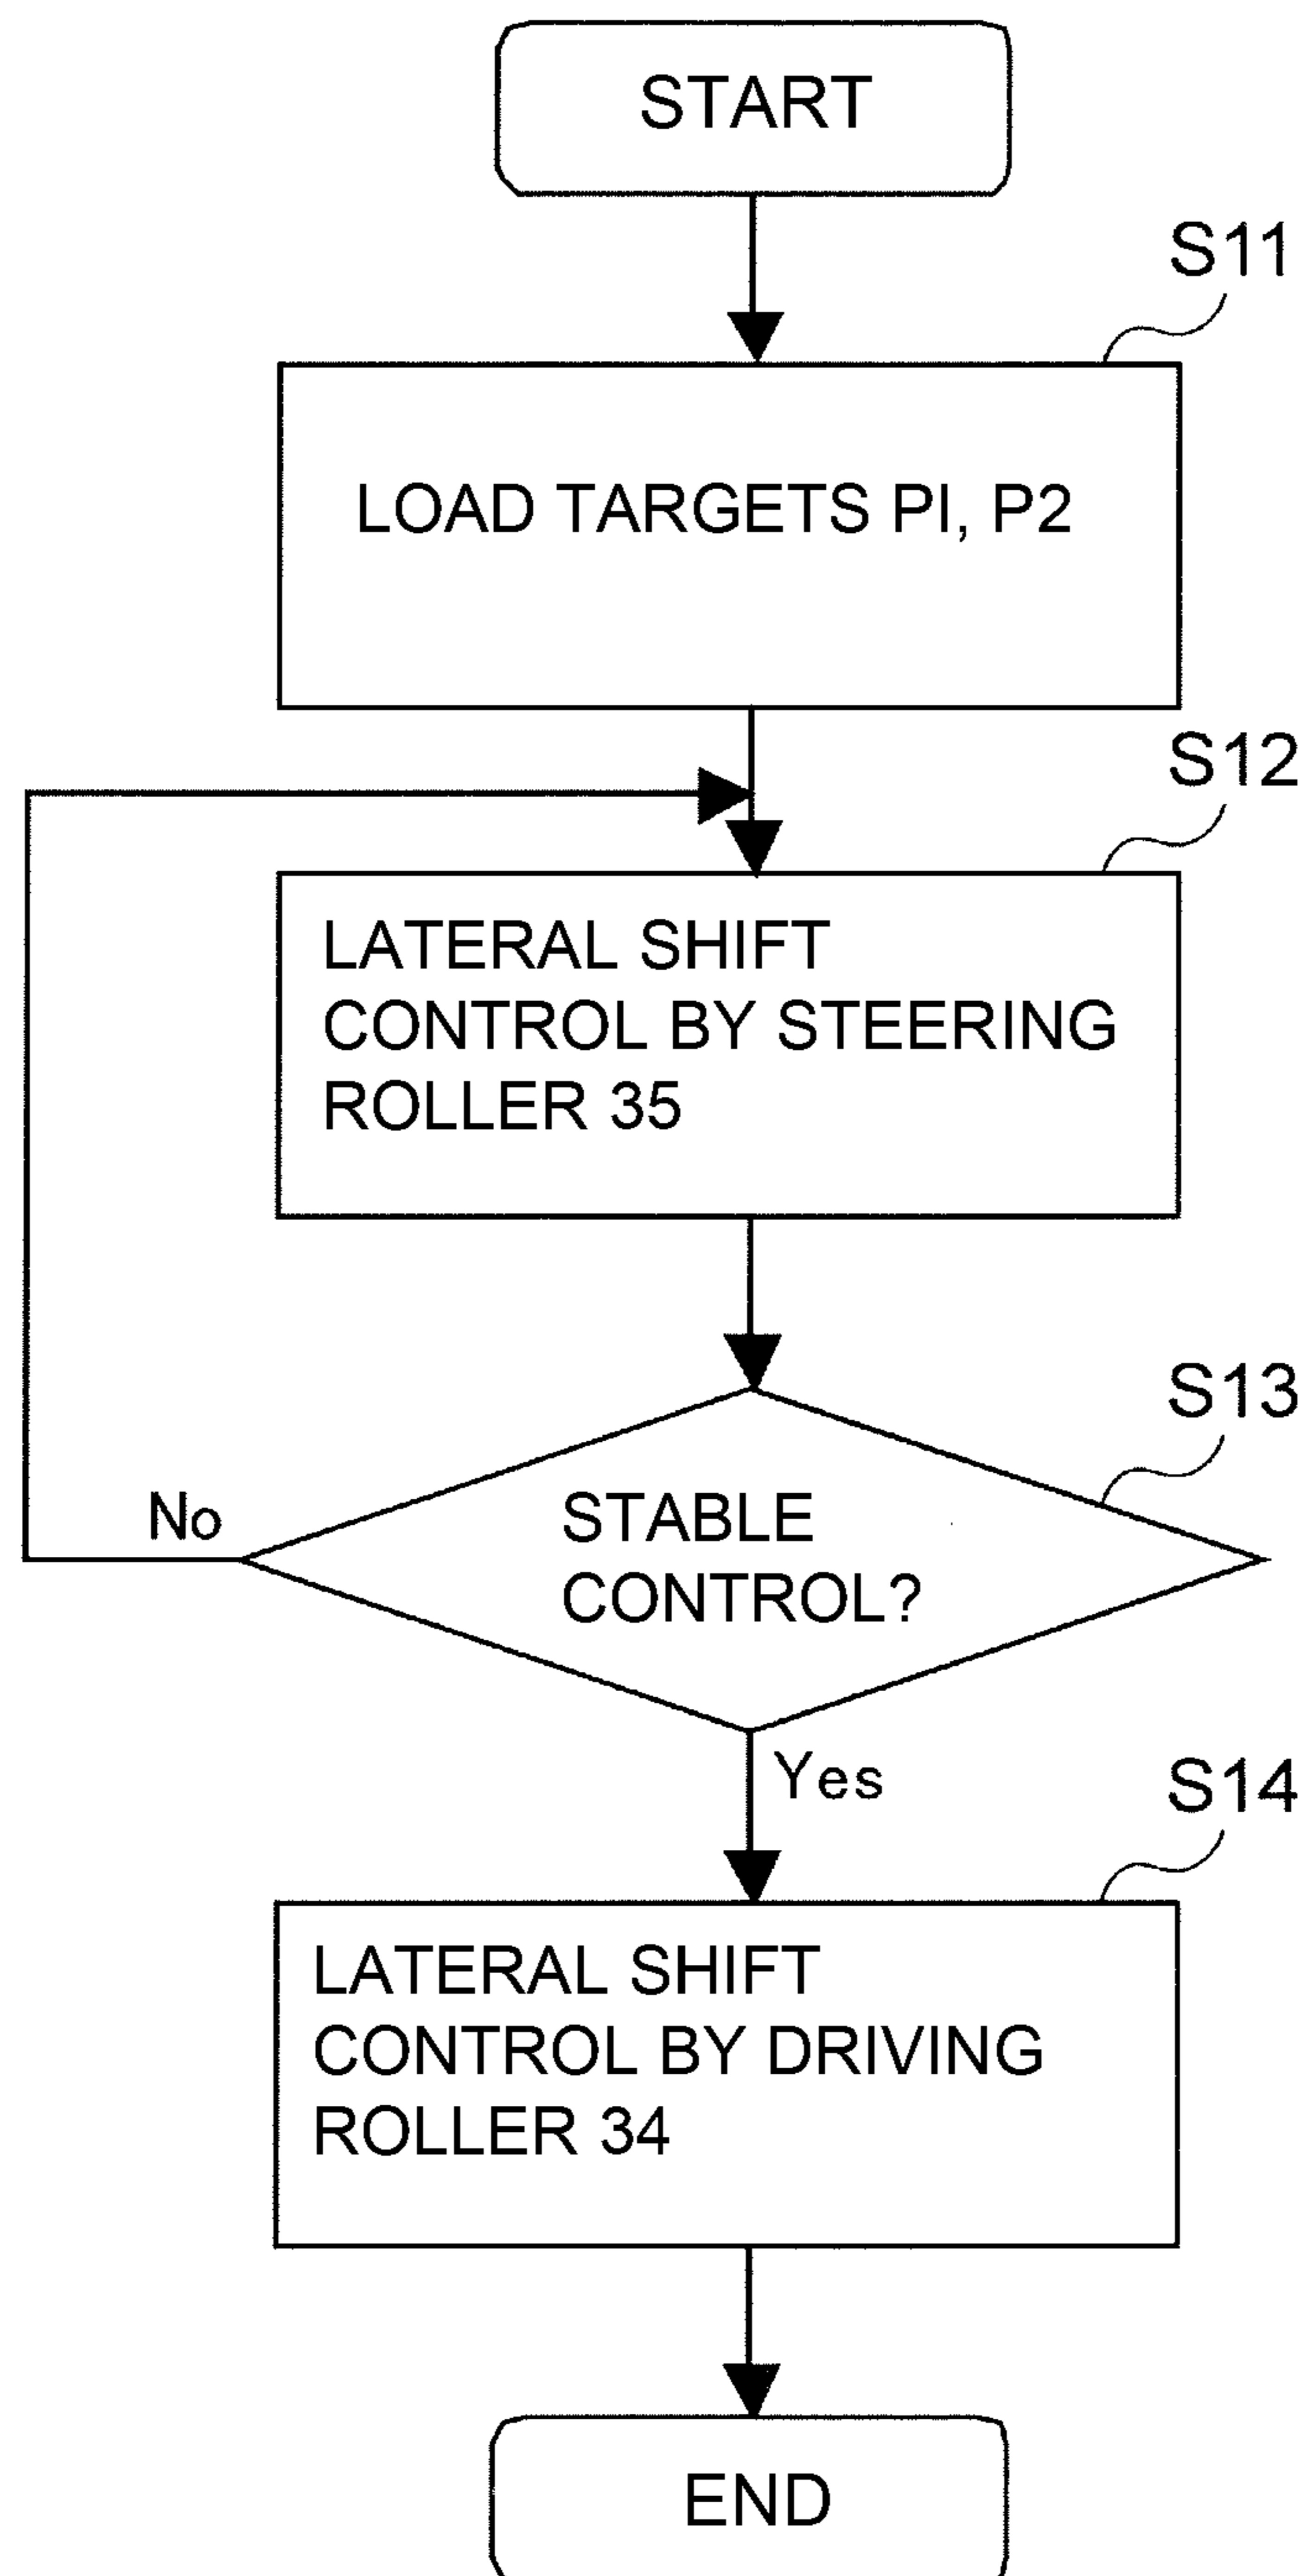 START
S11
LOAD TARGETS PI, P2
S12
LATERAL SHIFT
CONTROL BY STEERING
ROLLER 35
S13
STABLE
CONTROL?
No
Yes
S14
LATERAL SHIFT
CONTROL BY DRIVING
ROLLER 34
END